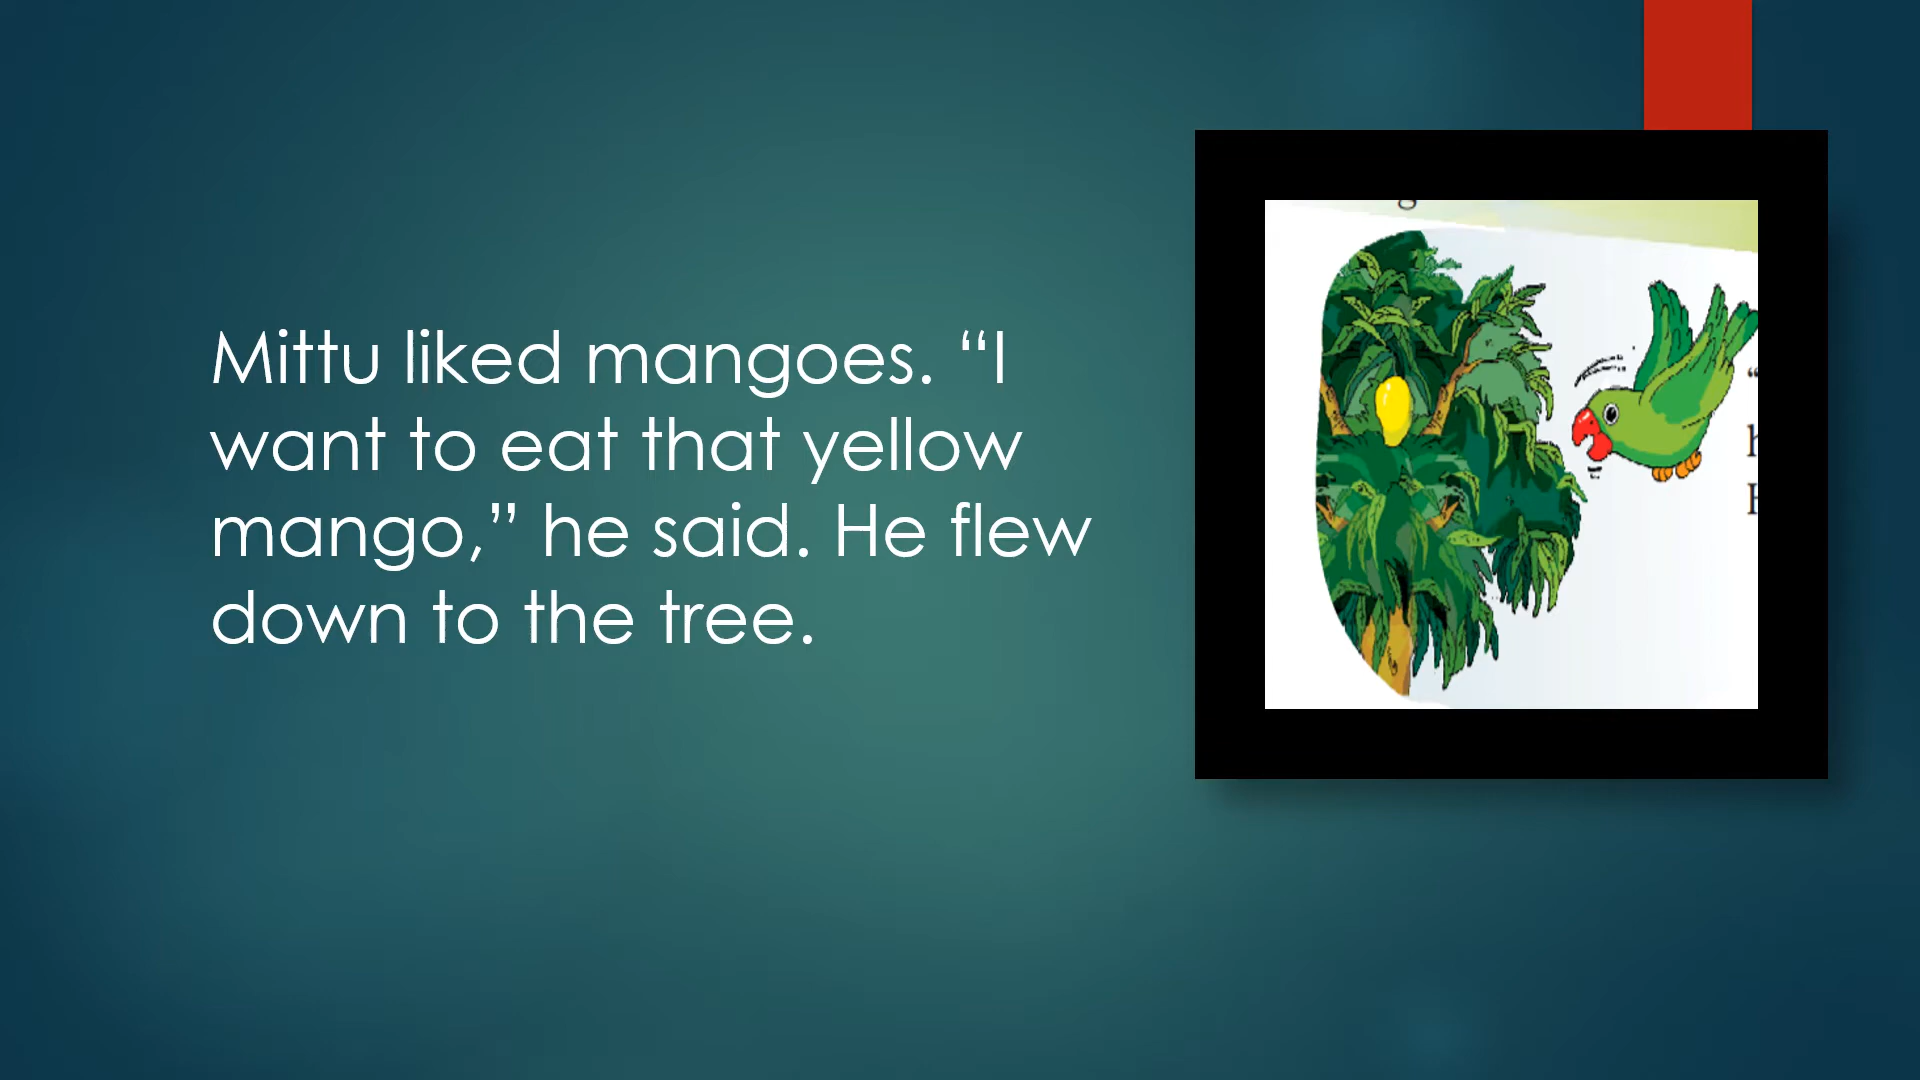 Mittu liked mangoes. “I
want to eat that yellow
mango,” he said. He flew
down to the tree.